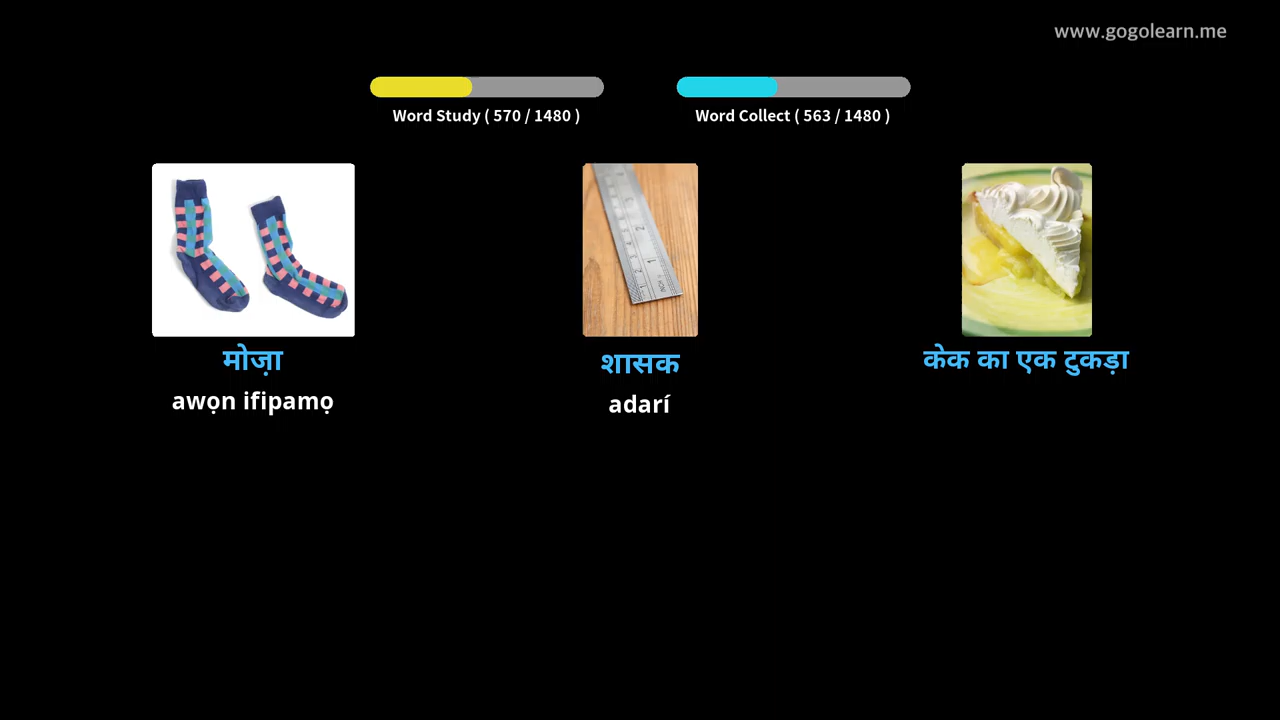 www.gogolearn.me
Word Study ( 570 / 1480 )
Word Collect ( 563 / 1480 )
मोज़ा
awọn ifipamọ
शासक
adarí
केक का एक टुकड़ा